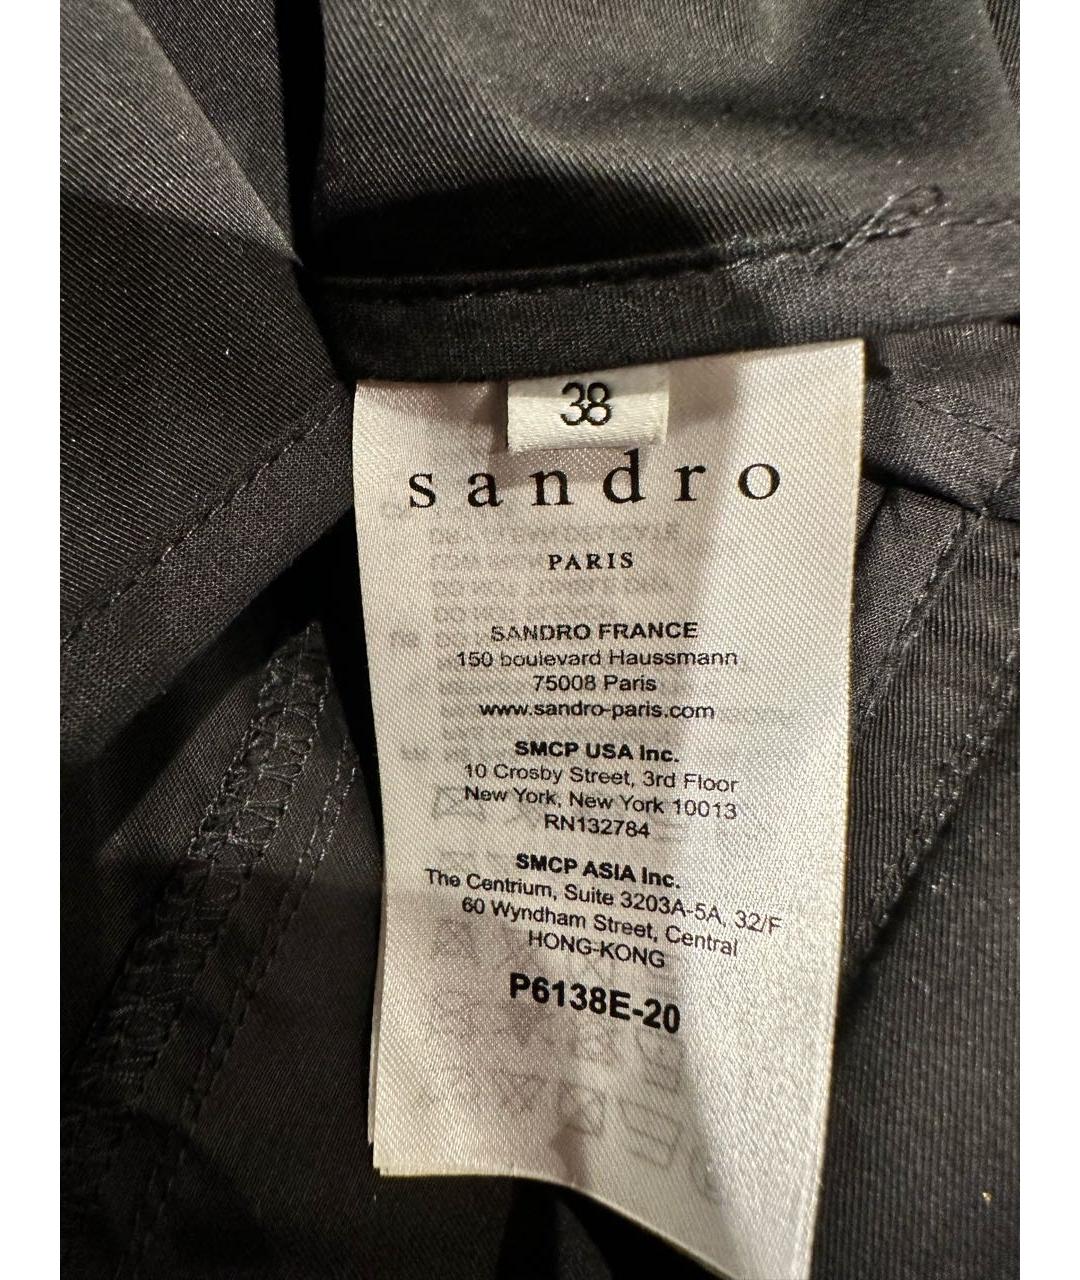 38
sandro
PARIS
SANDRO FRANCE
150 boulevard Haussmann
75008 Paris
www.sandro-paris.com
SMCP USA Inc.
10 Crosby Street, 3rd Floor
New York, New York 10013
RN132784
SMCP ASIA Inc.
The Centrium, Suite 3203A-5A, 32/F
60 Wyndham Street, Central
HONG-KONG
P6138E-20